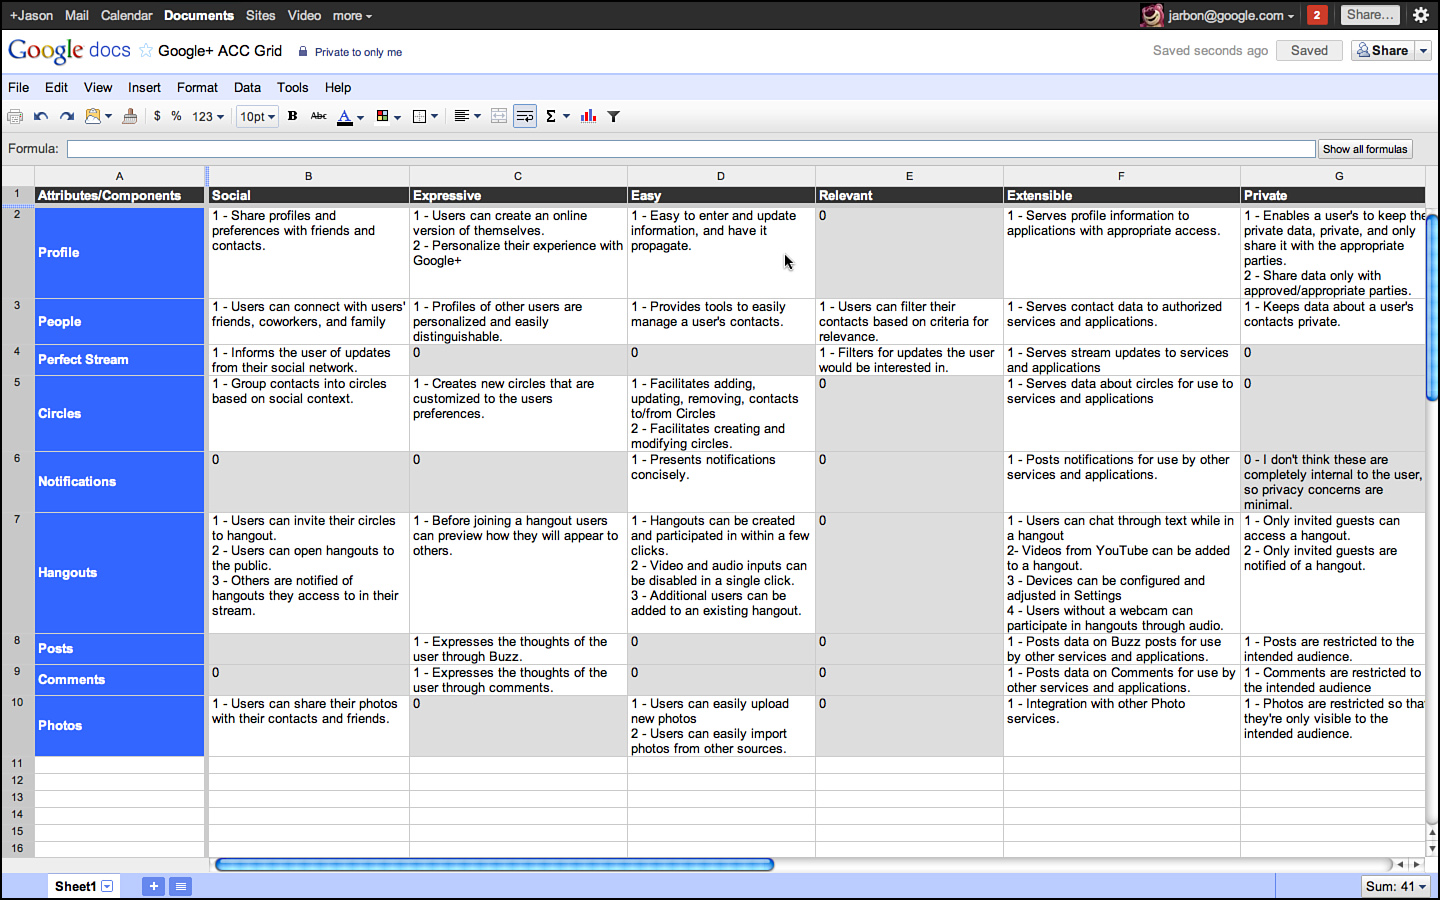 +Jason Mail Calendar Documents Sites Video more jarbon@google.com 2 Share...
Google docs Google+ ACC Grid Private to only me Saved seconds ago Saved Share
File Edit View Insert Format Data Tools Help
$ % 123 10pt B Abc A Σ
Formula: Show all formulas
A B C D E F G
1 Attributes/Components Social Expressive Easy Relevant Extensible Private
2
Profile
1 - Share profiles and
preferences with friends and
contacts.
1 - Users can create an online
version of themselves.
2 - Personalize their experience with
Google+
1 - Easy to enter and update
information, and have it
propagate.
0
1 - Serves profile information to
applications with appropriate access.
1 - Enables a user's to keep the
private data, private, and only
share it with the appropriate
parties.
2 - Share data only with
approved/appropriate parties.
3
People
1 - Users can connect with users'
friends, coworkers, and family
1 - Profiles of other users are
personalized and easily
distinguishable.
1 - Provides tools to easily
manage a user's contacts.
1 - Users can filter their
contacts based on criteria for
relevance.
1 - Serves contact data to authorized
services and applications.
1 - Keeps data about a user's
contacts private.
4
Perfect Stream
1 - Informs the user of updates
from their social network.
0
0
1 - Filters for updates the user
would be interested in.
1 - Serves stream updates to services
and applications
0
5
Circles
1 - Group contacts into circles
based on social context.
1 - Creates new circles that are
customized to the users
preferences.
1 - Facilitates adding,
updating, removing, contacts
to/from Circles
2 - Facilitates creating and
modifying circles.
0
1 - Serves data about circles for use to
services and applications
0
6
Notifications
0
0
1 - Presents notifications
concisely.
0
1 - Posts notifications for use by other
services and applications.
0 - I don't think these are
completely internal to the user,
so privacy concerns are
minimal.
7
Hangouts
1 - Users can invite their circles
to hangout.
2 - Users can open hangouts to
the public.
3 - Others are notified of
hangouts they access to in their
stream.
1 - Before joining a hangout users
can preview how they will appear to
others.
1 - Hangouts can be created
and participated in within a few
clicks.
2 - Video and audio inputs can
be disabled in a single click.
3 - Additional users can be
added to an existing hangout.
0
1 - Users can chat through text while in
a hangout
2- Videos from YouTube can be added
to a hangout.
3 - Devices can be configured and
adjusted in Settings
4 - Users without a webcam can
participate in hangouts through audio.
1 - Only invited guests can
access a hangout.
2 - Only invited guests are
notified of a hangout.
8
Posts
1 - Expresses the thoughts of the
user through Buzz.
0
0
1 - Posts data on Buzz posts for use
by other services and applications.
1 - Posts are restricted to the
intended audience.
9
Comments
0
1 - Expresses the thoughts of the
user through comments.
0
0
1 - Posts data on Comments for use by
other services and applications.
1 - Comments are restricted to
the intended audience
10
Photos
1 - Users can share their photos
with their contacts and friends.
0
1 - Users can easily upload
new photos
2 - Users can easily import
photos from other sources.
0
1 - Integration with other Photo
services.
1 - Photos are restricted so tha
they're only visible to the
intended audience.
11
12
13
14
15
16
Sheet1 + Sum: 41